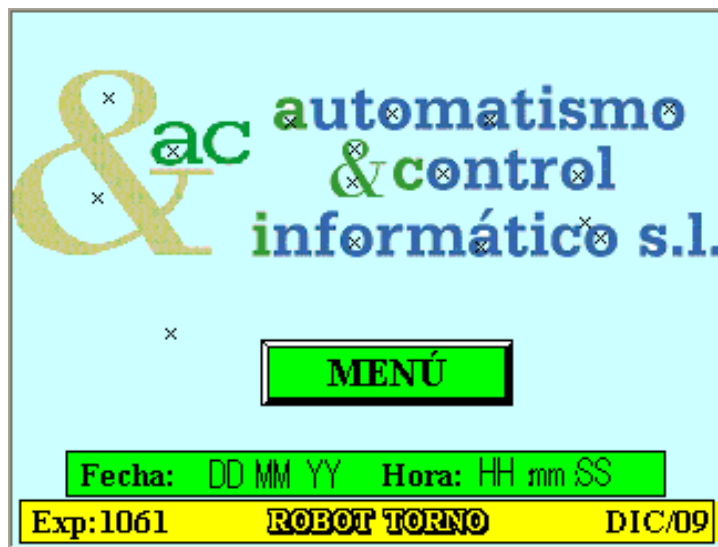 &ac automatismo
& control
informático s.l.
MENÚ
Fecha: DD MM YY Hora: HH :mm :SS
Exp:1061 ROBOT TORNO DIC/09